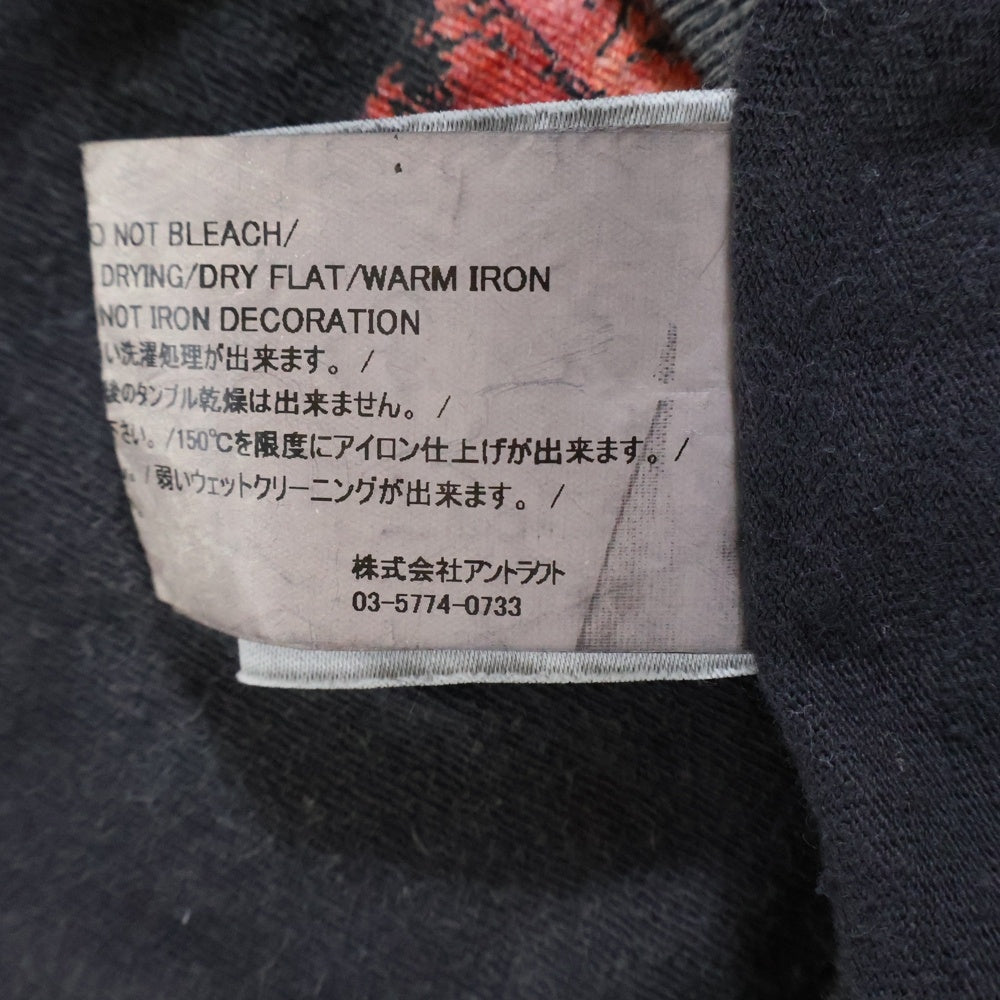 NOT BLEACH/
DRYING/DRY FLAT/WARM IRON
NOT IRON DECORATION
い洗濯処理が出来ます。 /
後のタンブル乾燥は出来ません。 /
下さい。/150℃を限度にアイロン仕上げが出来ます。 /
。/弱いウェットクリーニングが出来ます。 /
株式会社アントラクト
03-5774-0733